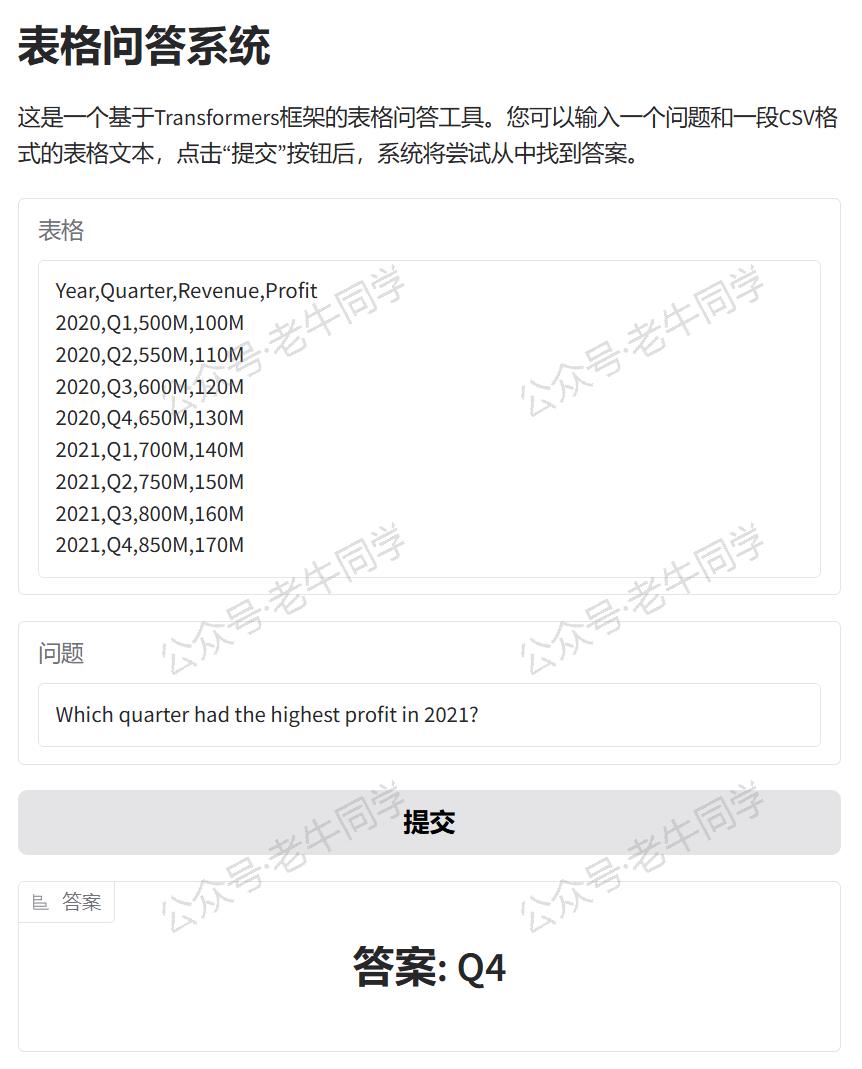 表格问答系统
这是一个基于Transformers框架的表格问答工具。您可以输入一个问题和一段CSV格
式的表格文本，点击“提交”按钮后，系统将尝试从中找到答案。
表格
Year,Quarter,Revenue,Profit
2020,Q1,500M,100M
2020,Q2,550M,110M
2020,Q3,600M,120M
2020,Q4,650M,130M
2021,Q1,700M,140M
2021,Q2,750M,150M
2021,Q3,800M,160M
2021,Q4,850M,170M
公众号·老牛同学
公众号·老牛同学
公众号·老牛同学
公众号·老牛同学
问题
Which quarter had the highest profit in 2021?
提交
公众号·老牛同学
公众号·老牛同学
答案
答案: Q4